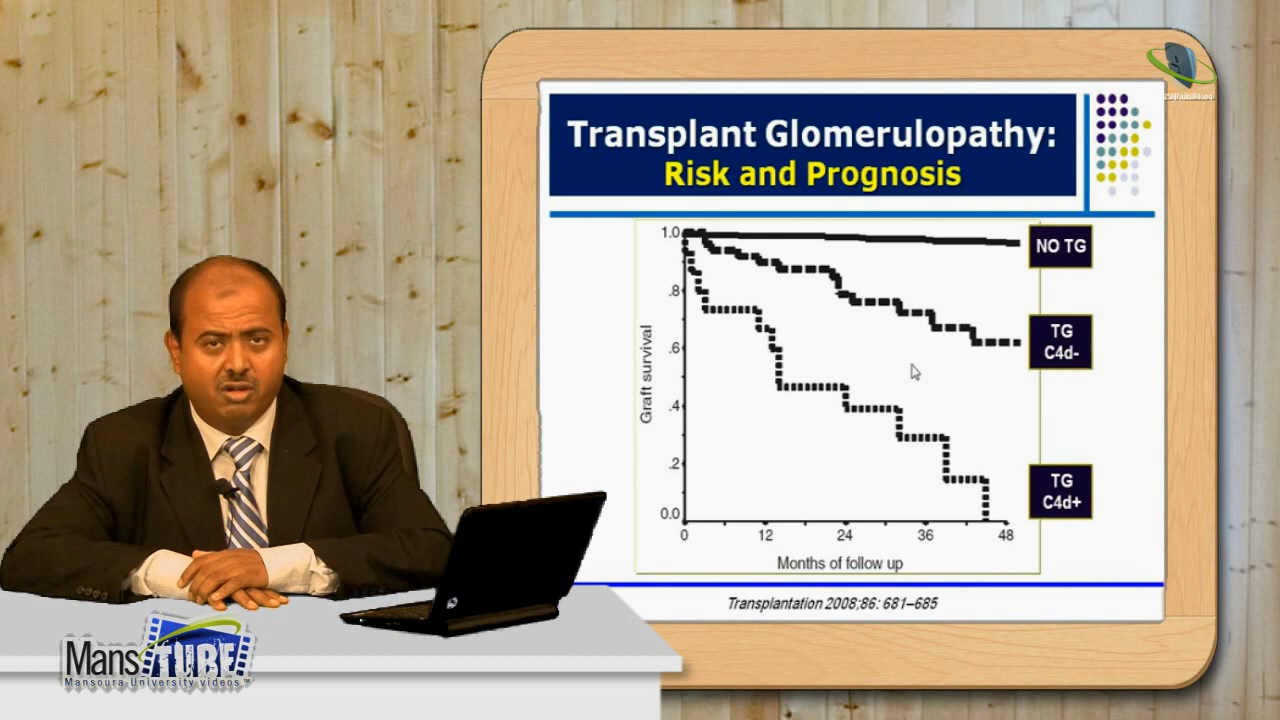 Transplant Glomerulopathy:
Risk and Prognosis
1.0
.8
.6
.4
.2
0.0
Graft survival
0 12 24 36 48
Months of follow up
NO TG
TG
C4d-
TG
C4d+
Transplantation 2008;86: 681–685
Mans TUBE
Mansoura University videos